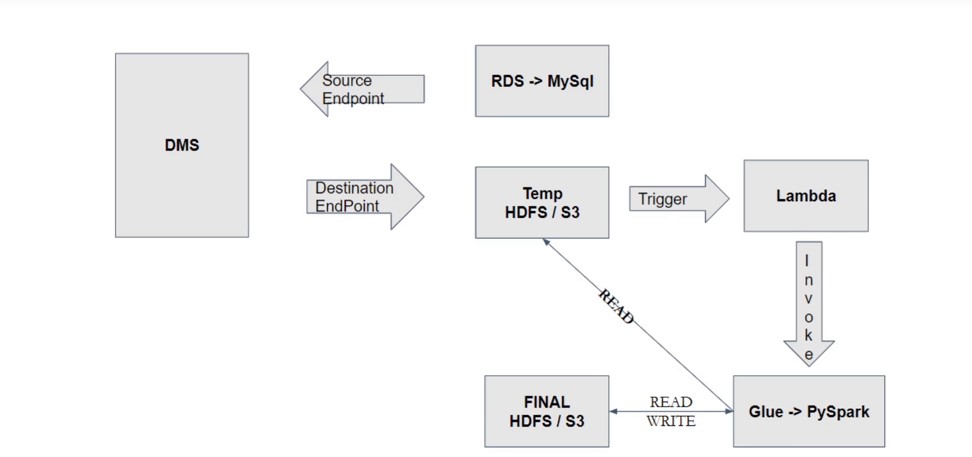 DMS
Source
Endpoint
RDS -> MySql
Destination
EndPoint
Temp
HDFS / S3
Trigger
Lambda
Invoke
READ
FINAL
HDFS / S3
READ
WRITE
Glue -> PySpark